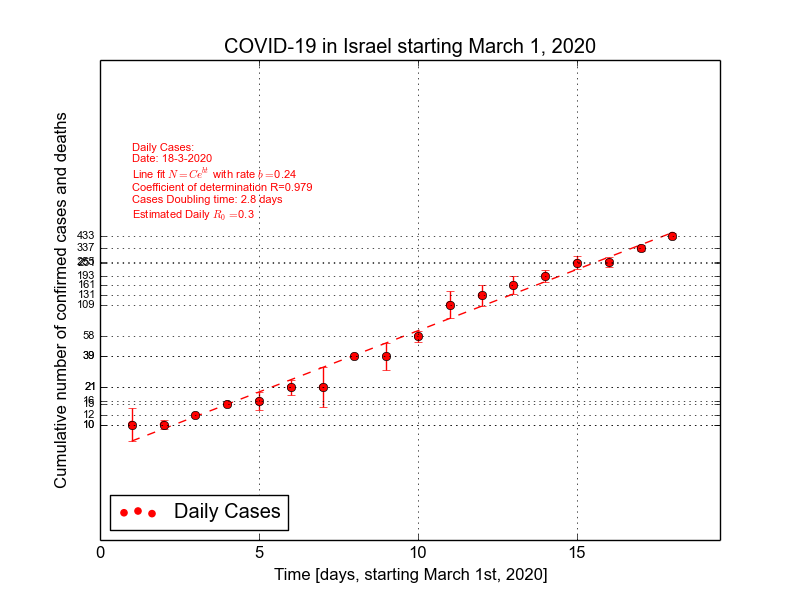 COVID-19 in Israel starting March 1, 2020
Cumulative number of confirmed cases and deaths
Daily Cases:
Date: 18-3-2020
Line fit N=Ce^{bt} with rate b=0.24
Coefficient of determination R=0.979
Cases Doubling time: 2.8 days
Estimated Daily R_0=0.3
433
337
193
161
131
109
58
39
21
16
12
10
Daily Cases
0 5 10 15
Time [days, starting March 1st, 2020]